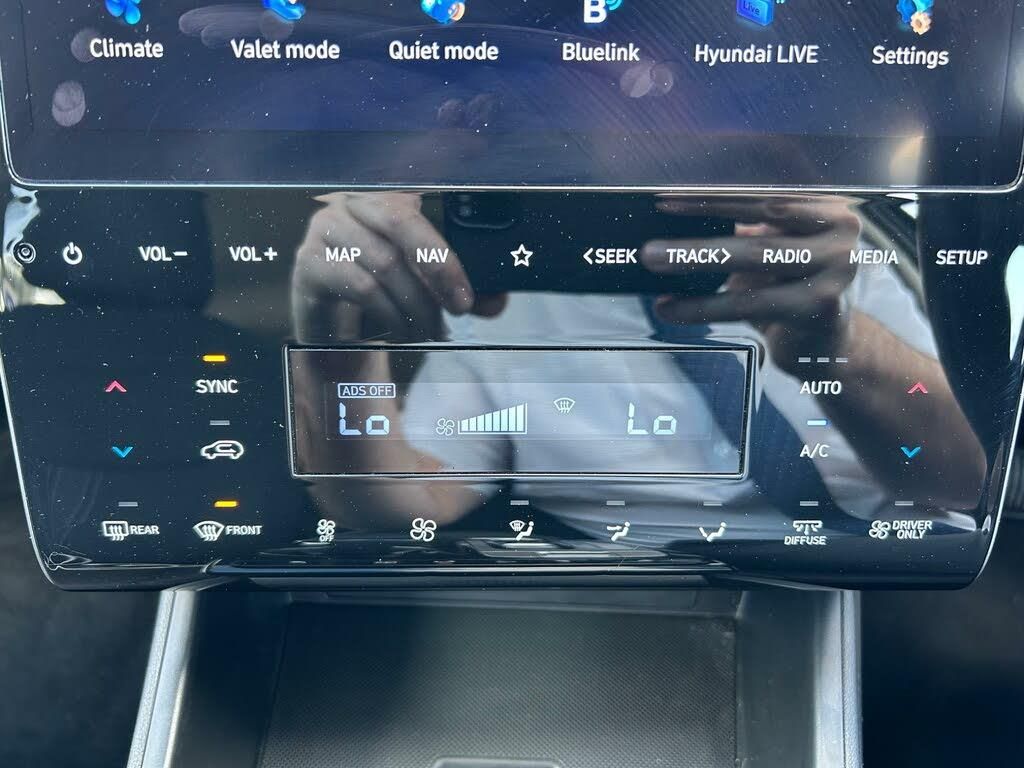 Climate Valet mode Quiet mode Bluelink Hyundai LIVE Settings
VOL− VOL+ MAP NAV <SEEK TRACK> RADIO MEDIA SETUP
SYNC AUTO
ADS OFF
Lo Lo
A/C
REAR FRONT OFF DIFFUSE DRIVER
ONLY